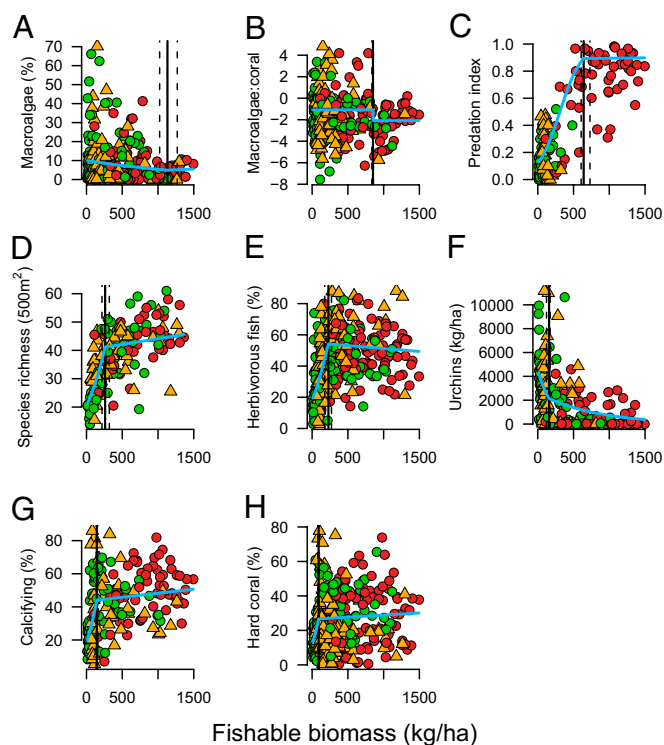 A
B
C
Macroalgae (%)
70
60
50
40
30
20
10
0
0 500 1500
Macroalgae:coral
4
2
0
−2
−4
−6
−8
0 500 1500
Predation index
1.0
0.8
0.6
0.4
0.2
0.0
0 500 1500
D
E
F
Species richness (500m²)
60
50
40
30
20
0 500 1500
Herbivorous fish (%)
80
60
40
20
0
0 500 1500
Urchins (kg/ha)
10000
8000
6000
4000
2000
0
0 500 1500
G
H
Calcifying (%)
80
60
40
20
0 500 1500
Hard coral (%)
80
60
40
20
0
0 500 1500
Fishable biomass (kg/ha)